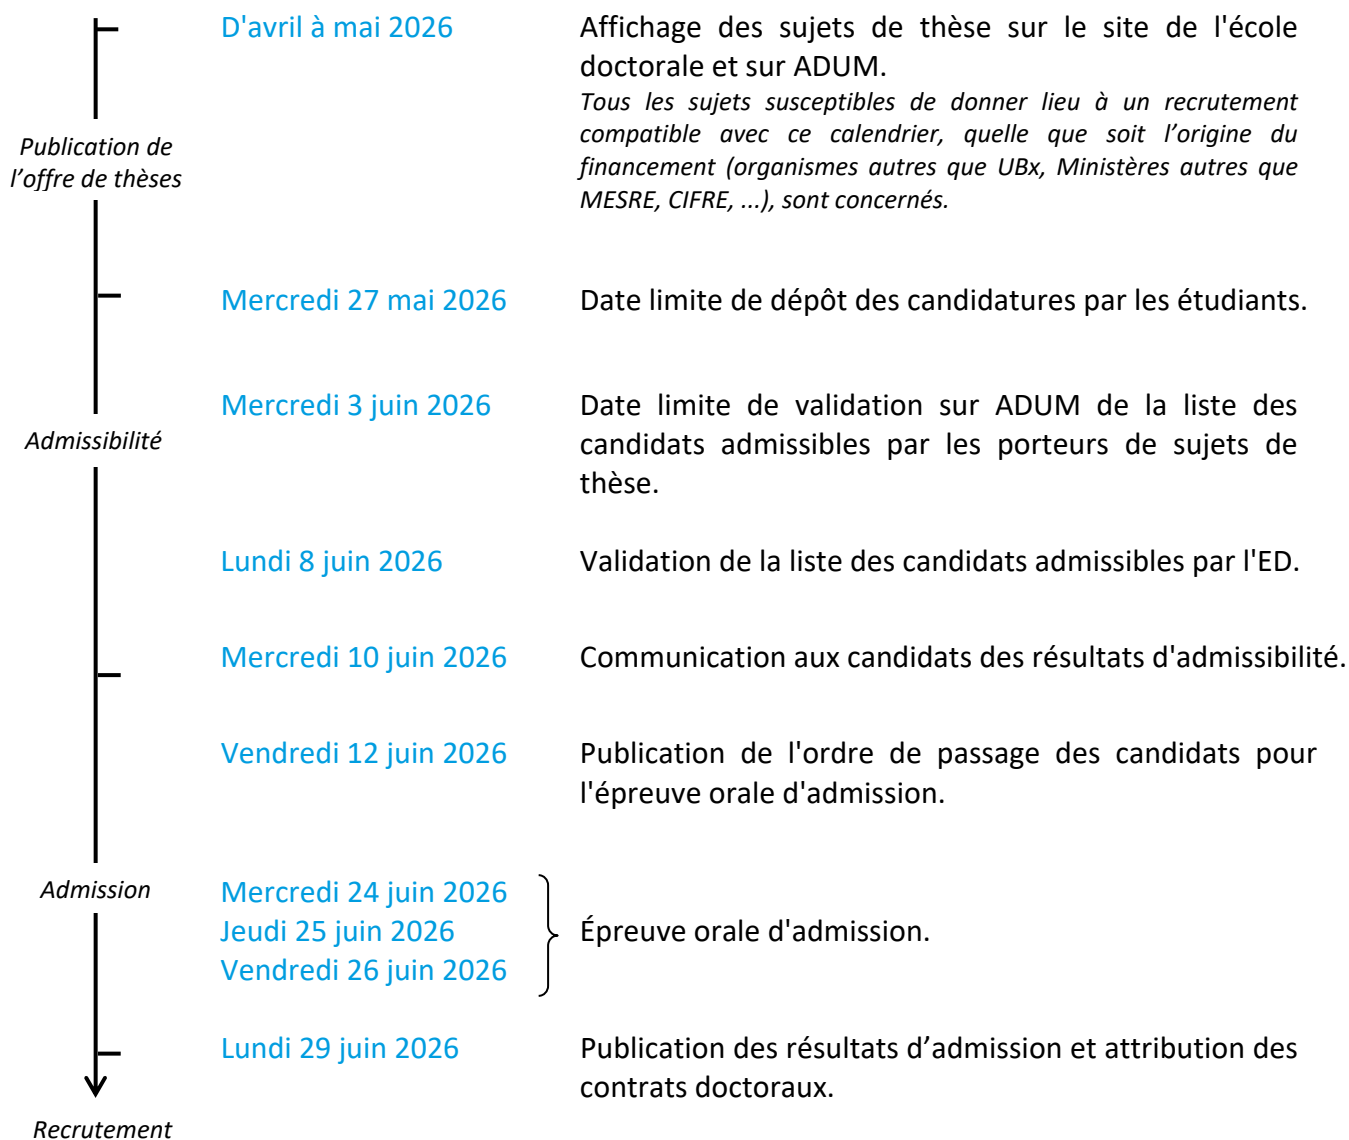 D'avril à mai 2026
Affichage des sujets de thèse sur le site de l'école
doctorale et sur ADUM.
Tous les sujets susceptibles de donner lieu à un recrutement
compatible avec ce calendrier, quelle que soit l’origine du
financement (organismes autres que UBx, Ministères autres que
MESRE, CIFRE, ...), sont concernés.
Publication de
l’offre de thèses
Mercredi 27 mai 2026
Date limite de dépôt des candidatures par les étudiants.
Mercredi 3 juin 2026
Date limite de validation sur ADUM de la liste des
candidats admissibles par les porteurs de sujets de
thèse.
Admissibilité
Lundi 8 juin 2026
Validation de la liste des candidats admissibles par l'ED.
Mercredi 10 juin 2026
Communication aux candidats des résultats d'admissibilité.
Vendredi 12 juin 2026
Publication de l'ordre de passage des candidats pour
l'épreuve orale d'admission.
Admission
Mercredi 24 juin 2026
Jeudi 25 juin 2026
Vendredi 26 juin 2026
Épreuve orale d'admission.
Lundi 29 juin 2026
Publication des résultats d’admission et attribution des
contrats doctoraux.
Recrutement